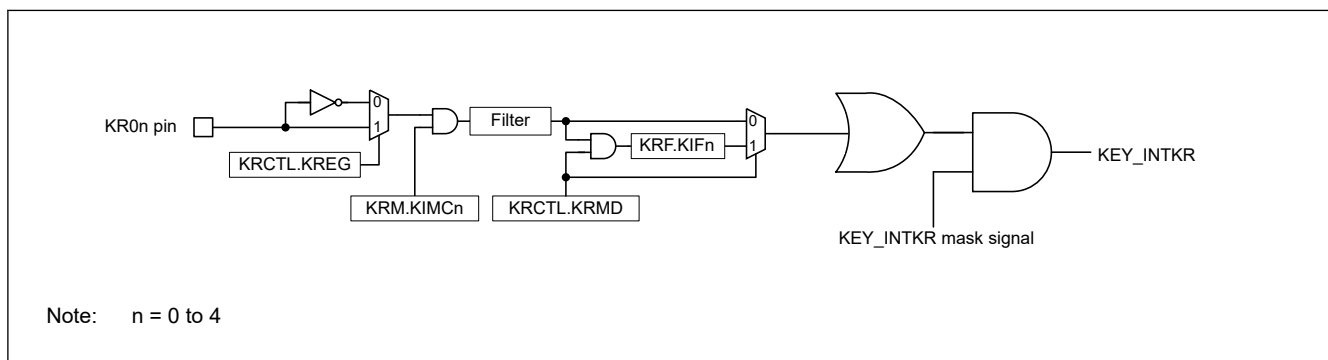 KR0n pin
0
1
KRCTL.KREG
KRM.KIMCn
Filter
KRF.KIFn
KRCTL.KRMD
0
1
KEY_INTKR
KEY_INTKR mask signal
Note: n = 0 to 4